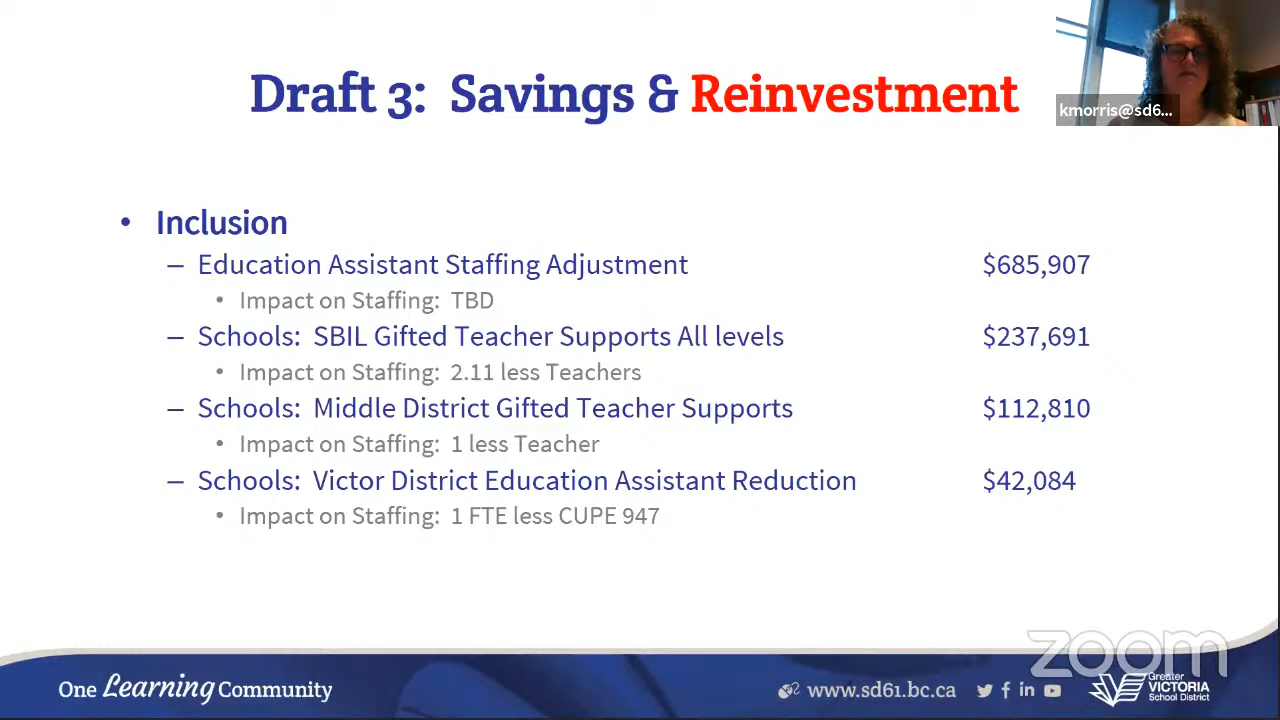 Draft 3: Savings & Reinvestment
kmorris@sd6...
• Inclusion
– Education Assistant Staffing Adjustment $685,907
• Impact on Staffing: TBD
– Schools: SBIL Gifted Teacher Supports All levels $237,691
• Impact on Staffing: 2.11 less Teachers
– Schools: Middle District Gifted Teacher Supports $112,810
• Impact on Staffing: 1 less Teacher
– Schools: Victor District Education Assistant Reduction $42,084
• Impact on Staffing: 1 FTE less CUPE 947
zoom
One Learning Community
www.sd61.bc.ca
Greater
VICTORIA
School District